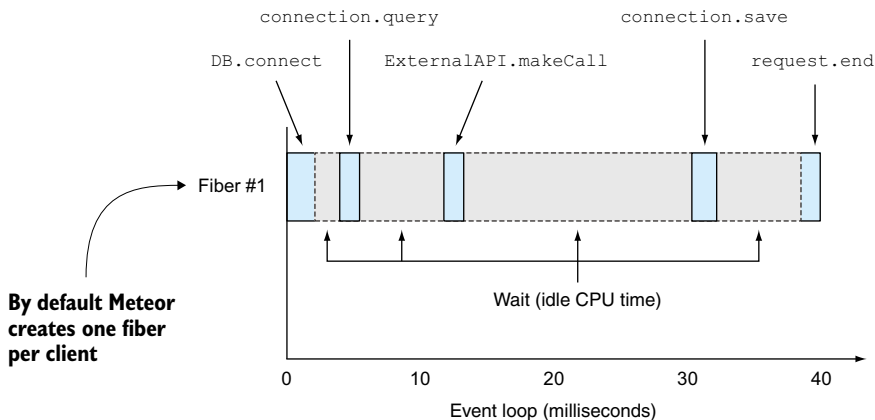 connection.query
connection.save
DB.connect
ExternalAPI.makeCall
request.end
Fiber #1
By default Meteor
creates one fiber
per client
Wait (idle CPU time)
0 10 20 30 40
Event loop (milliseconds)